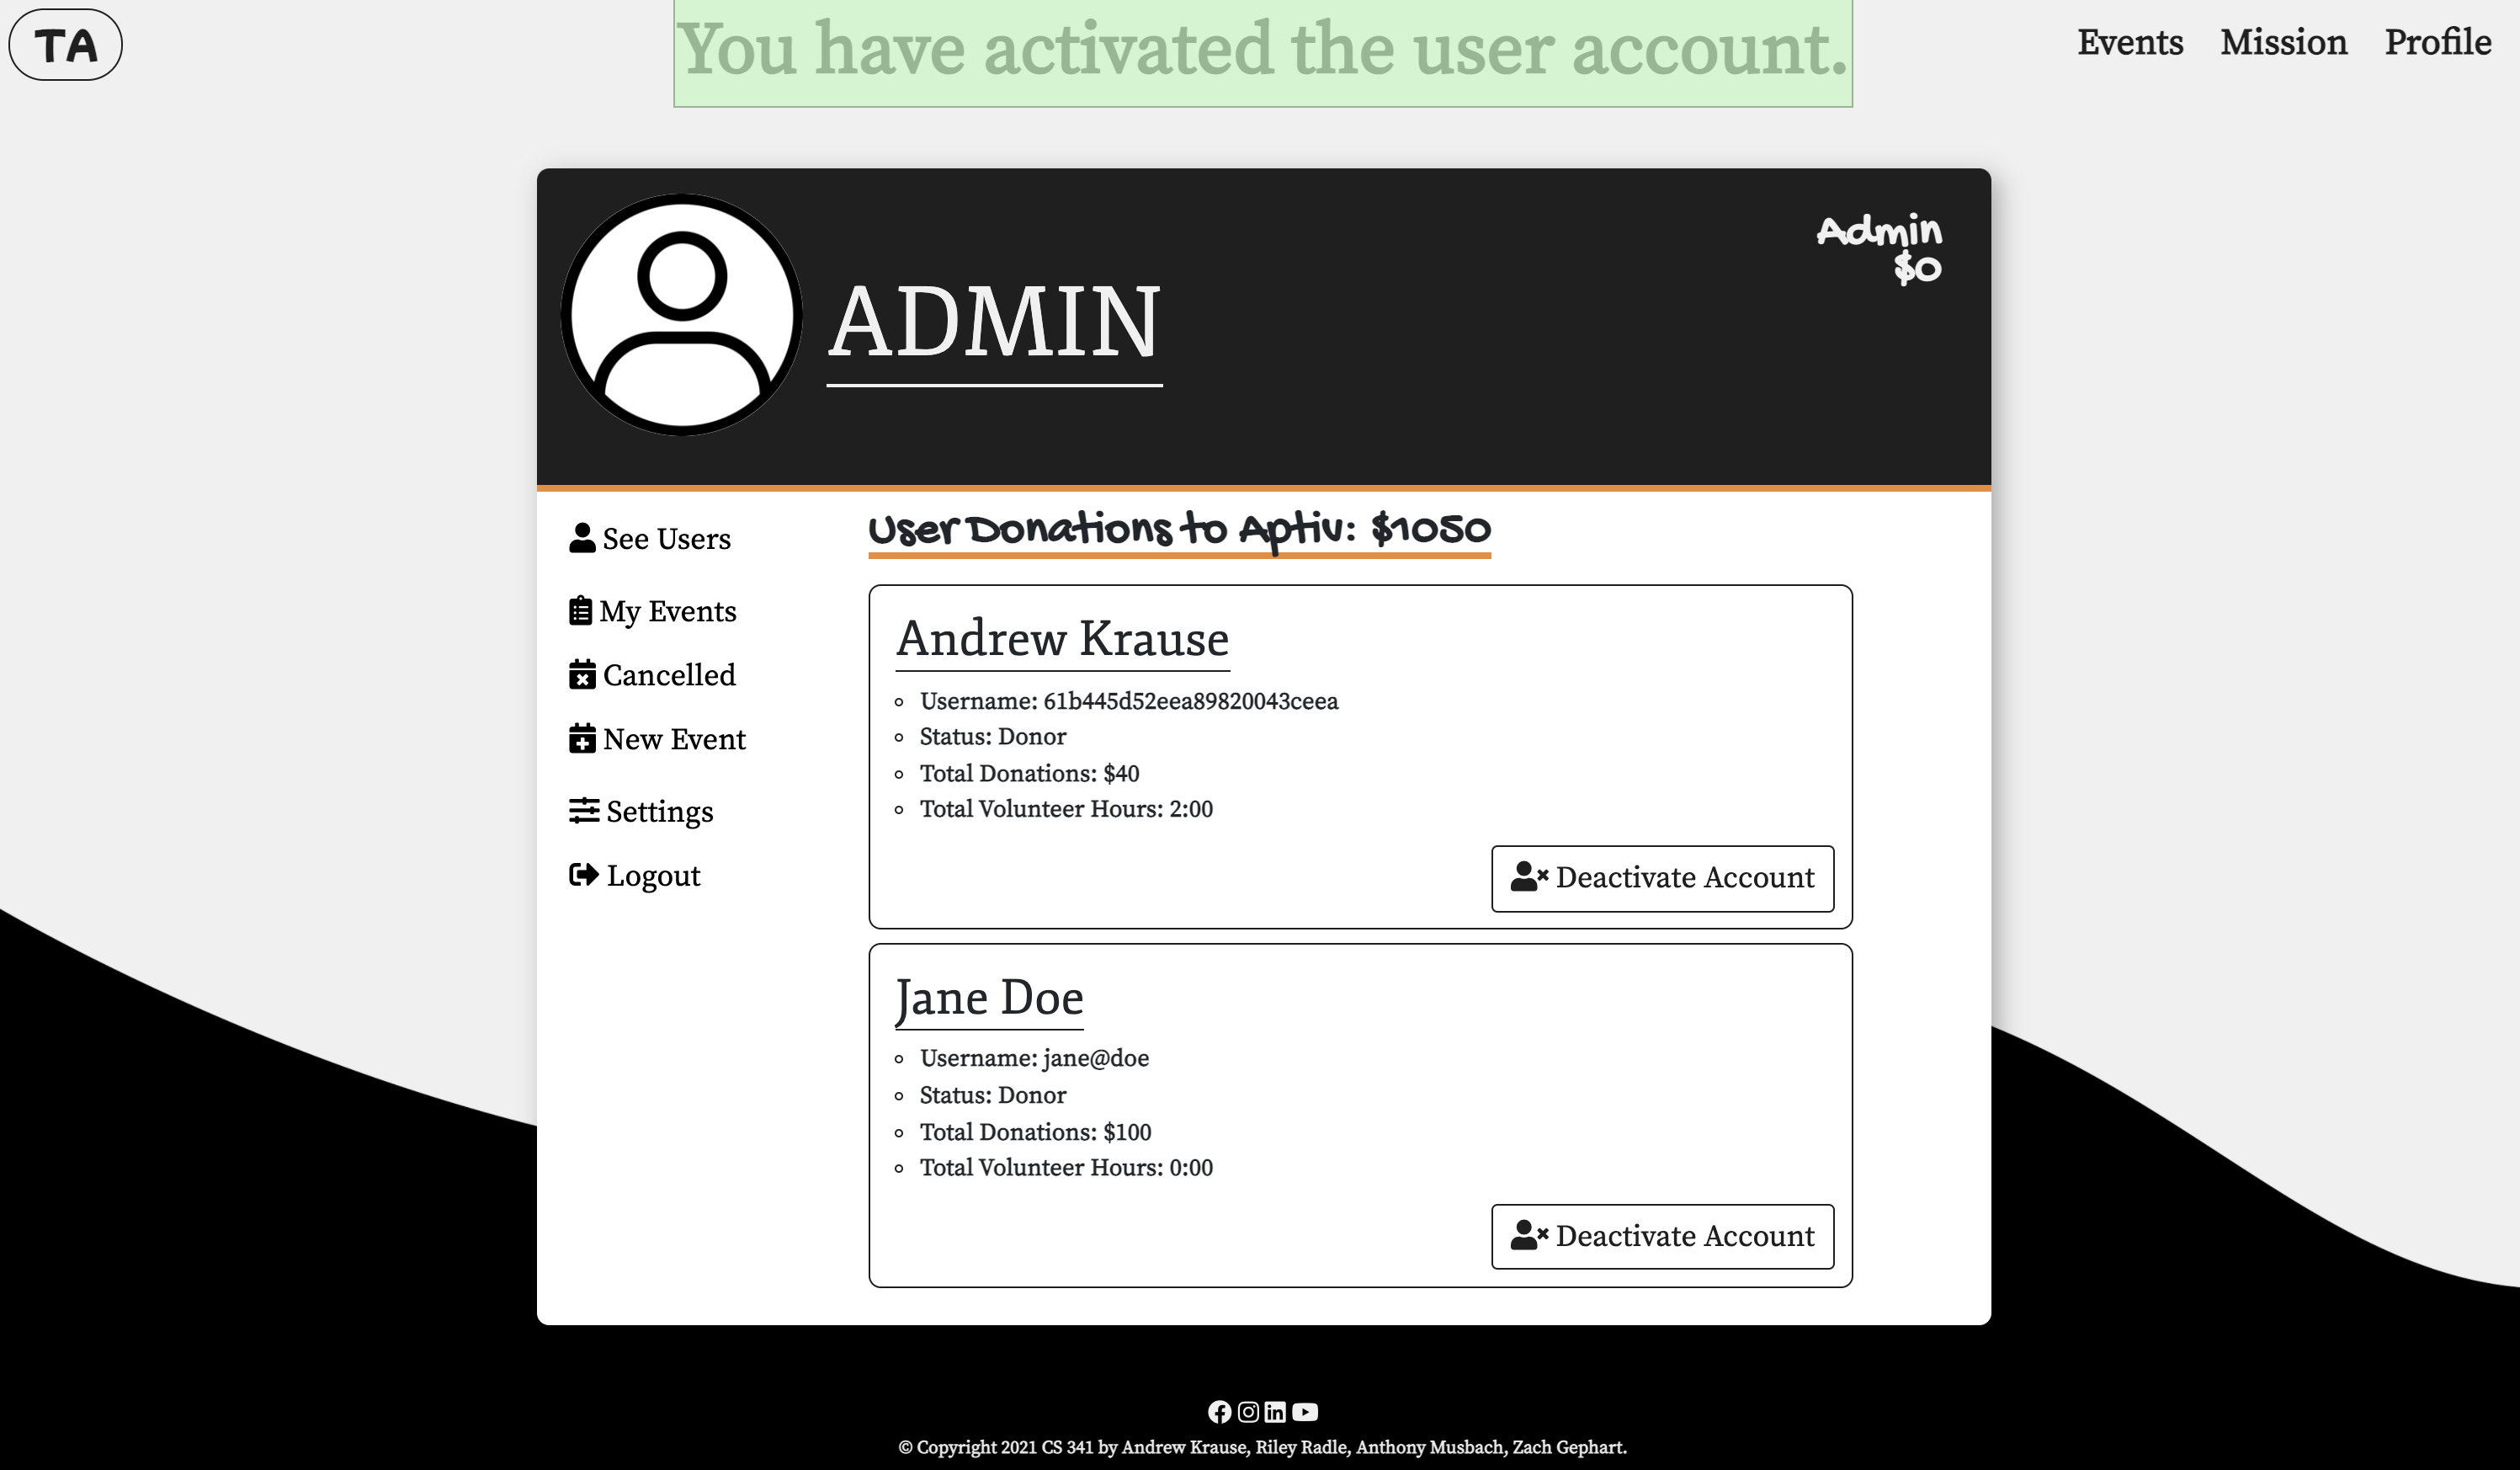 TA
You have activated the user account.
Events Mission Profile
Admin
$0
ADMIN
See Users
My Events
Cancelled
New Event
Settings
Logout
User Donations to Aptiv: $1050
Andrew Krause
Username: 61b445d52eea89820043ceea
Status: Donor
Total Donations: $40
Total Volunteer Hours: 2:00
Deactivate Account
Jane Doe
Username: jane@doe
Status: Donor
Total Donations: $100
Total Volunteer Hours: 0:00
Deactivate Account
© Copyright 2021 CS 341 by Andrew Krause, Riley Radle, Anthony Musbach, Zach Gephart.